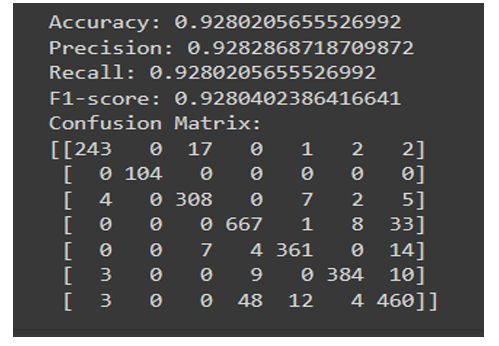 Accuracy: 0.9280205655526992
Precision: 0.9282868718709872
Recall: 0.9280205655526992
F1-score: 0.9280402386416641
Confusion Matrix:
[[243   0  17   0   1   2   2]
 [  0 104   0   0   0   0   0]
 [  4   0 308   0   7   2   5]
 [  0   0   0 667   1   8  33]
 [  0   0   7   4 361   0  14]
 [  3   0   0   9   0 384  10]
 [  3   0   0  48  12   4 460]]